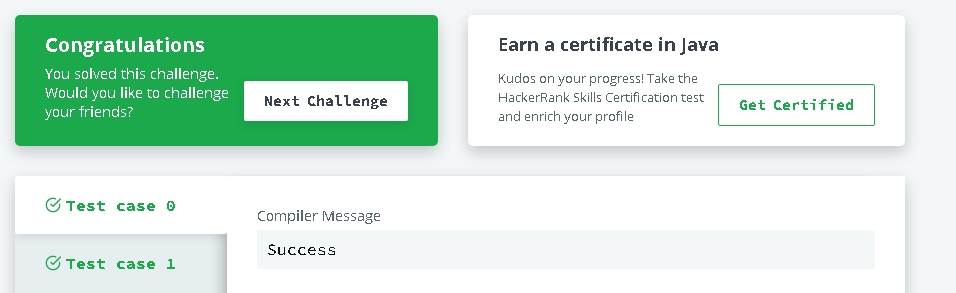 Congratulations
You solved this challenge.
Would you like to challenge
your friends?
Next Challenge
Earn a certificate in Java
Kudos on your progress! Take the
HackerRank Skills Certification test
and enrich your profile
Get Certified
Test case 0
Test case 1
Compiler Message
Success